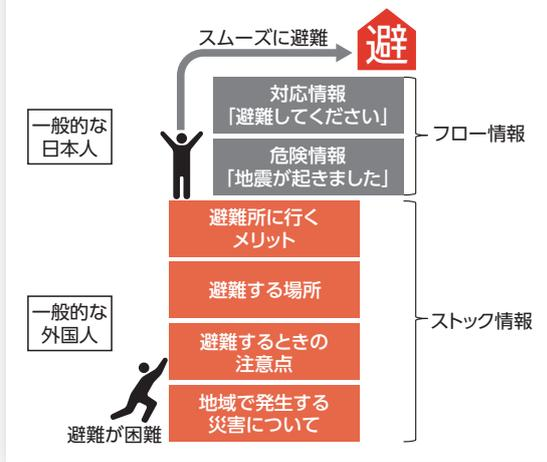 スムーズに避難
避
対応情報
「避難してください」
フロー情報
一般的な
日本人
危険情報
「地震が起きました」
避難所に行く
メリット
避難する場所
一般的な
外国人
ストック情報
避難するときの
注意点
地域で発生する
災害について
避難が困難